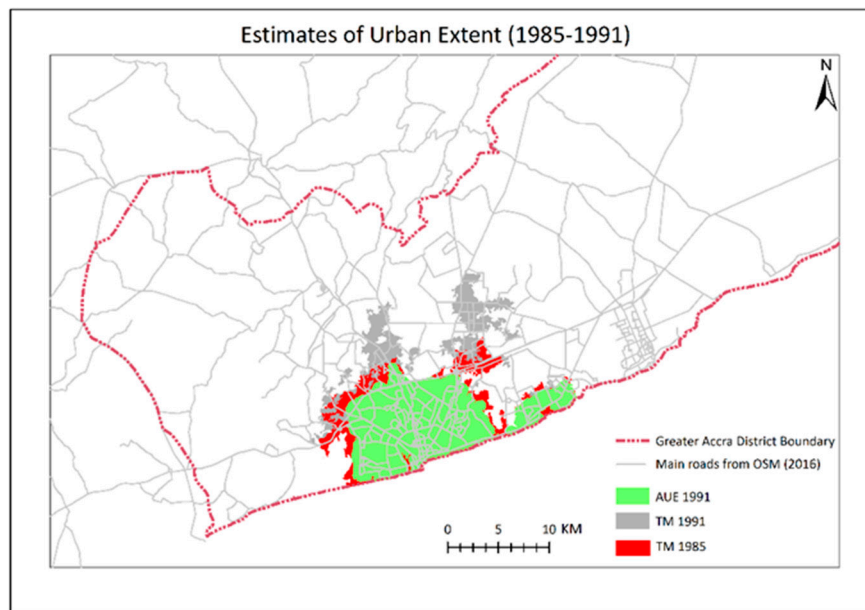 Estimates of Urban Extent (1985-1991)
N
Greater Accra District Boundary
Main roads from OSM (2016)
AUE 1991
TM 1991
TM 1985
0 5 10 KM